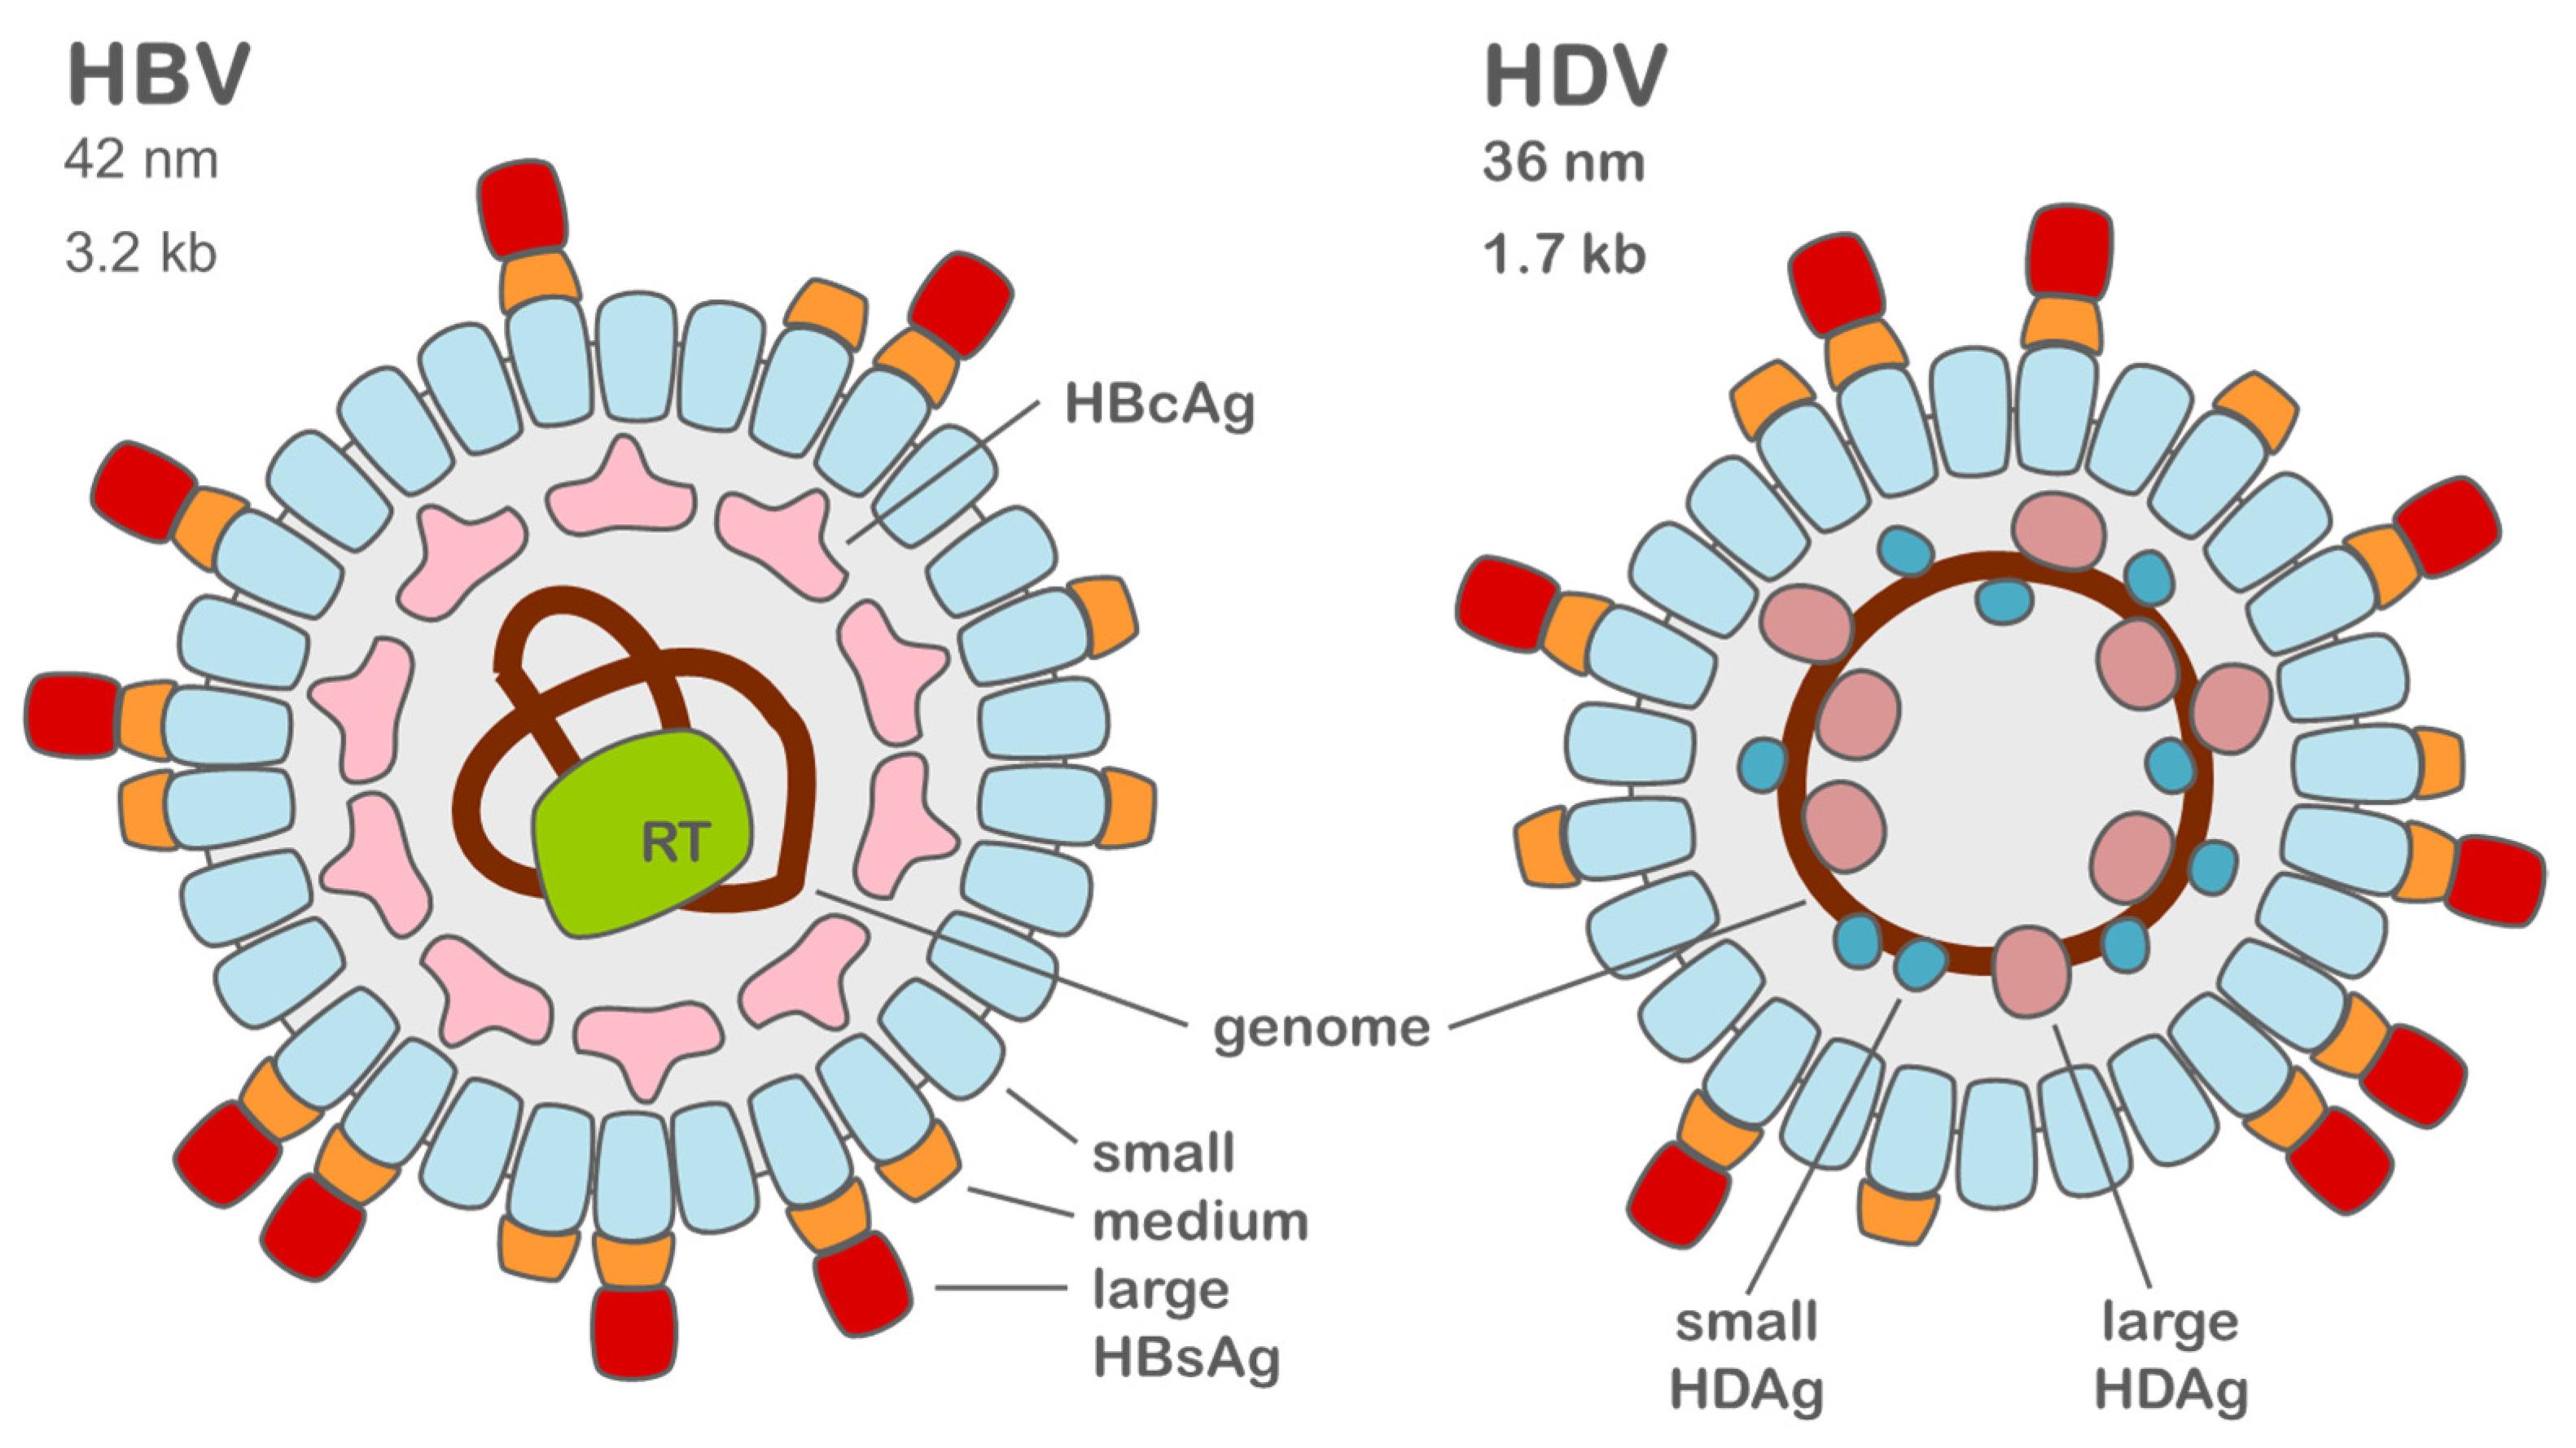 HBV
42 nm
3.2 kb
HDV
36 nm
1.7 kb
HBcAg
RT
genome
small
medium
large
HBsAg
small
HDAg
large
HDAg